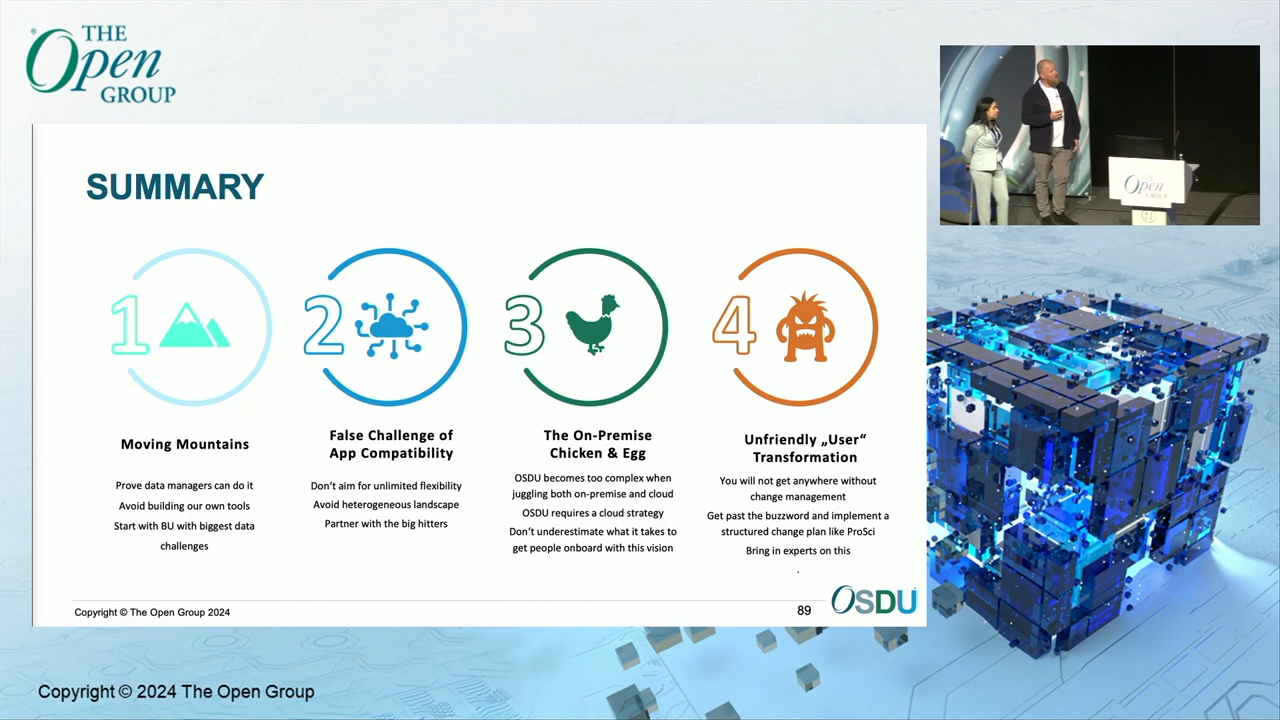 THE
Open
GROUP
SUMMARY
1
Moving Mountains
Prove data managers can do it
Avoid building our own tools
Start with BU with biggest data
challenges
2
False Challenge of
App Compatibility
Don't aim for unlimited flexibility
Avoid heterogeneous landscape
Partner with the big hitters
3
The On-Premise
Chicken & Egg
OSDU becomes too complex when
juggling both on-premise and cloud
OSDU requires a cloud strategy
Don't underestimate what it takes to
get people onboard with this vision
4
Unfriendly „User“
Transformation
You will not get anywhere without
change management
Get past the buzzword and implement a
structured change plan like ProSci
Bring in experts on this
.
Copyright © The Open Group 2024
89
OSDU
THE
Open
GROUP
Copyright © 2024 The Open Group